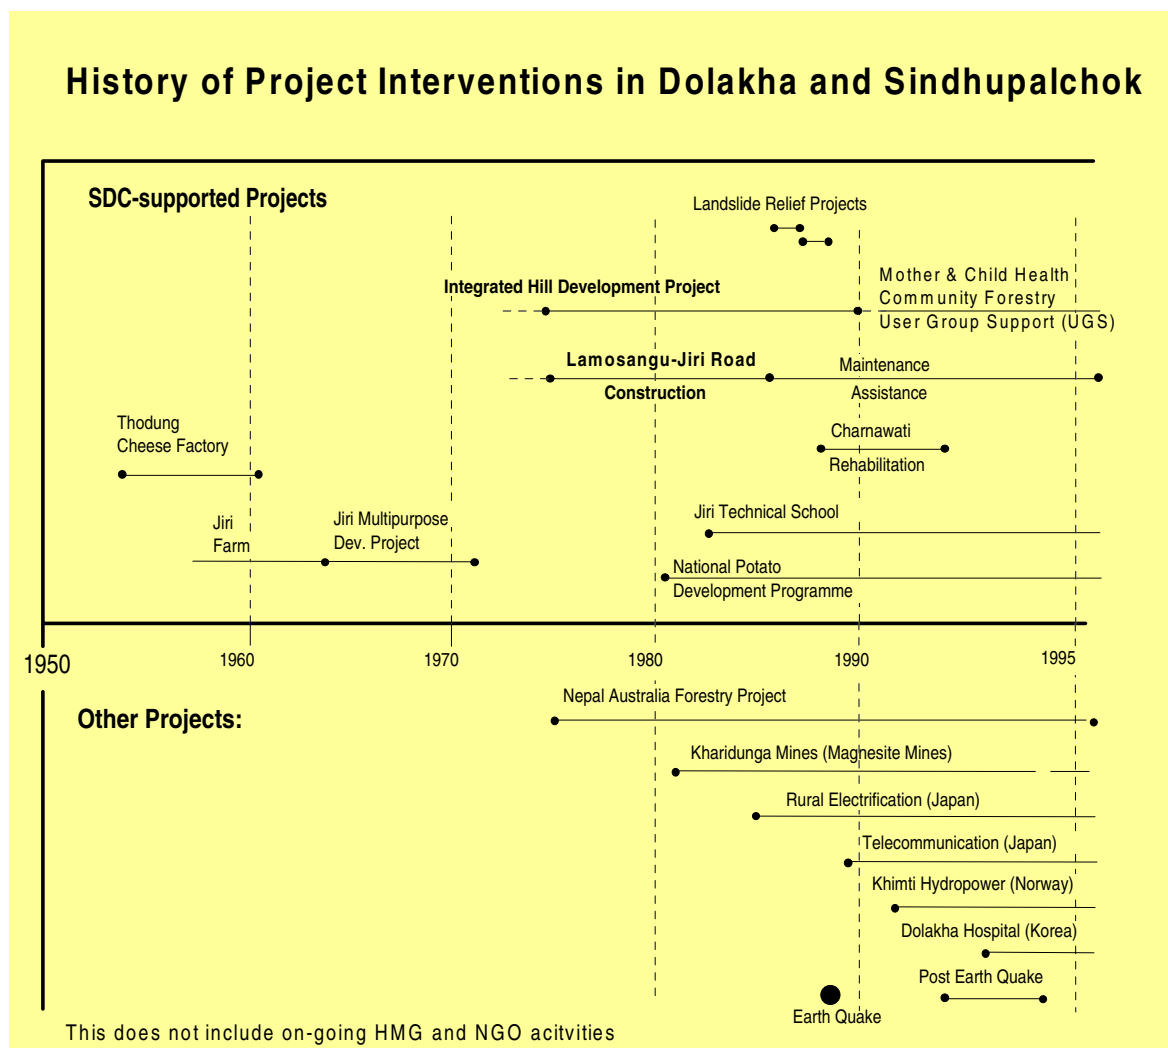 History of Project Interventions in Dolakha and Sindhupalchok
SDC-supported Projects
Landslide Relief Projects
Integrated Hill Development Project
Mother & Child Health
Community Forestry
User Group Support (UGS)
Lamosangu-Jiri Road
Construction
Maintenance
Assistance
Thodung
Cheese Factory
Charnawati
Rehabilitation
Jiri
Farm
Jiri Multipurpose
Dev. Project
Jiri Technical School
National Potato
Development Programme
1950
1960
1970
1980
1990
1995
Other Projects:
Nepal Australia Forestry Project
Kharidunga Mines (Magnesite Mines)
Rural Electrification (Japan)
Telecommunication (Japan)
Khimti Hydropower (Norway)
Dolakha Hospital (Korea)
Post Earth Quake
Earth Quake
This does not include on-going HMG and NGO acitvities